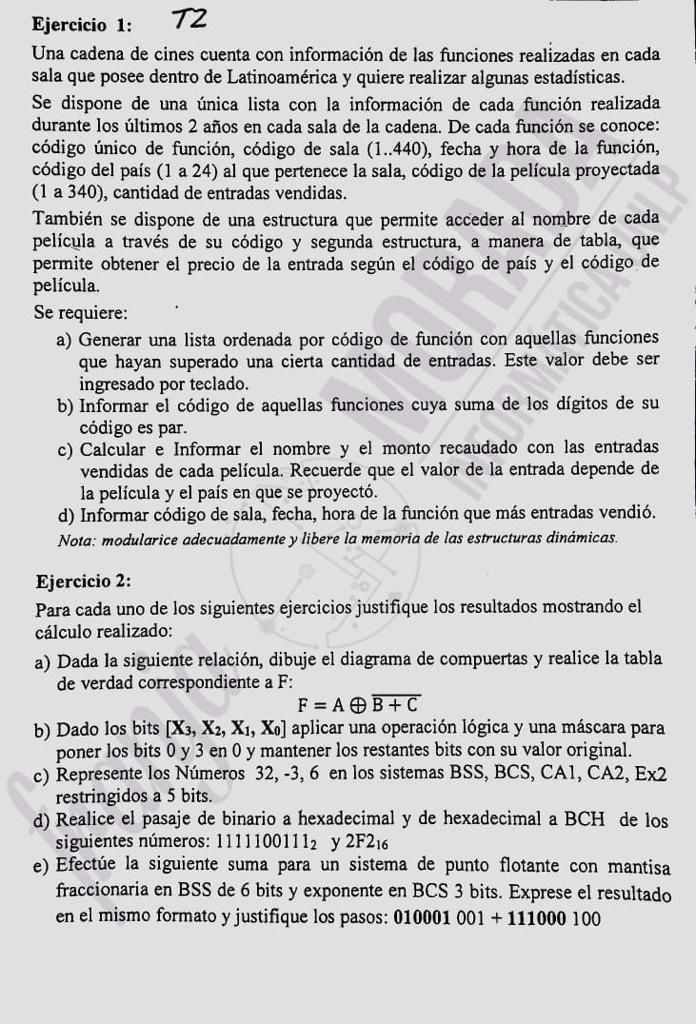 Ejercicio 1: T2
Una cadena de cines cuenta con información de las funciones realizadas en cada
sala que posee dentro de Latinoamérica y quiere realizar algunas estadísticas.
Se dispone de una única lista con la información de cada función realizada
durante los últimos 2 años en cada sala de la cadena. De cada función se conoce:
código único de función, código de sala (1..440), fecha y hora de la función,
código del país (1 a 24) al que pertenece la sala, código de la película proyectada
(1 a 340), cantidad de entradas vendidas.
También se dispone de una estructura que permite acceder al nombre de cada
película a través de su código y segunda estructura, a manera de tabla, que
permite obtener el precio de la entrada según el código de país y el código de
película.
Se requiere:
a) Generar una lista ordenada por código de función con aquellas funciones
que hayan superado una cierta cantidad de entradas. Este valor debe ser
ingresado por teclado.
b) Informar el código de aquellas funciones cuya suma de los dígitos de su
código es par.
c) Calcular e Informar el nombre y el monto recaudado con las entradas
vendidas de cada película. Recuerde que el valor de la entrada depende de
la película y el país en que se proyectó.
d) Informar código de sala, fecha, hora de la función que más entradas vendió.
Nota: modularice adecuadamente y libere la memoria de las estructuras dinámicas.
Ejercicio 2:
Para cada uno de los siguientes ejercicios justifique los resultados mostrando el
cálculo realizado:
a) Dada la siguiente relación, dibuje el diagrama de compuertas y realice la tabla
de verdad correspondiente a F:
F = A ⊕ B̅ ̅+̅ ̅C̅
b) Dado los bits [X₃, X₂, X₁, X₀] aplicar una operación lógica y una máscara para
poner los bits 0 y 3 en 0 y mantener los restantes bits con su valor original.
c) Represente los Números 32, -3, 6 en los sistemas BSS, BCS, CA1, CA2, Ex2
restringidos a 5 bits.
d) Realice el pasaje de binario a hexadecimal y de hexadecimal a BCH de los
siguientes números: 1111100111₂ y 2F2₁₆
e) Efectúe la siguiente suma para un sistema de punto flotante con mantisa
fraccionaria en BSS de 6 bits y exponente en BCS 3 bits. Exprese el resultado
en el mismo formato y justifique los pasos: 010001 001 + 111000 100
franja
MORADA
INFORMÁTICA UNLP